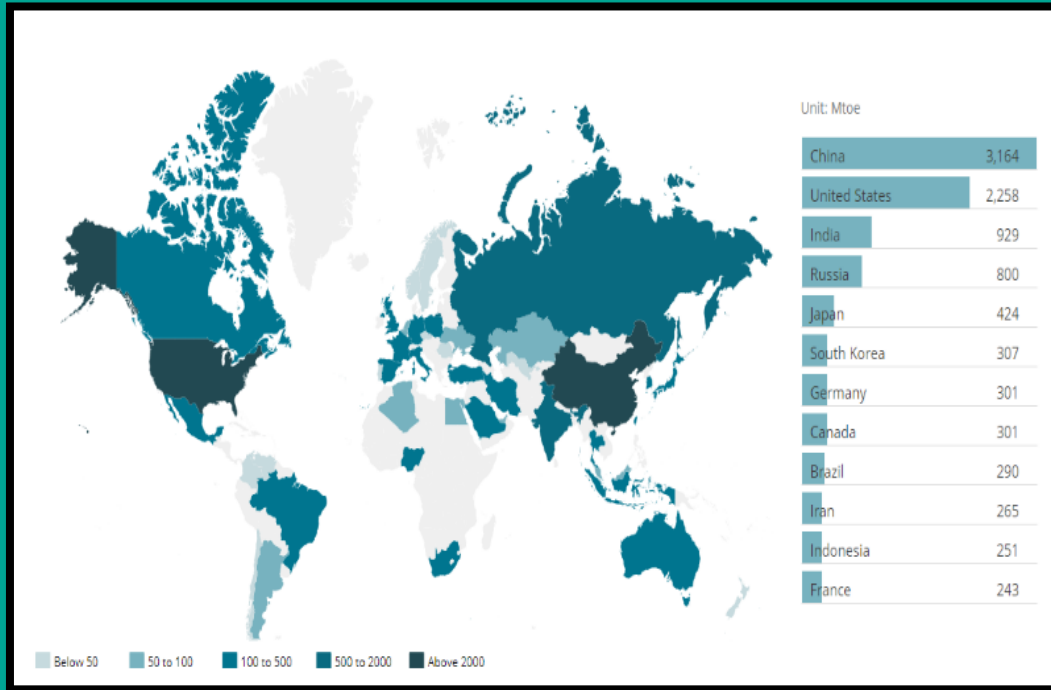 Unit: Mtoe
China 3,164
United States 2,258
India 929
Russia 800
Japan 424
South Korea 307
Germany 301
Canada 301
Brazil 290
Iran 265
Indonesia 251
France 243
Below 50 50 to 100 100 to 500 500 to 2000 Above 2000